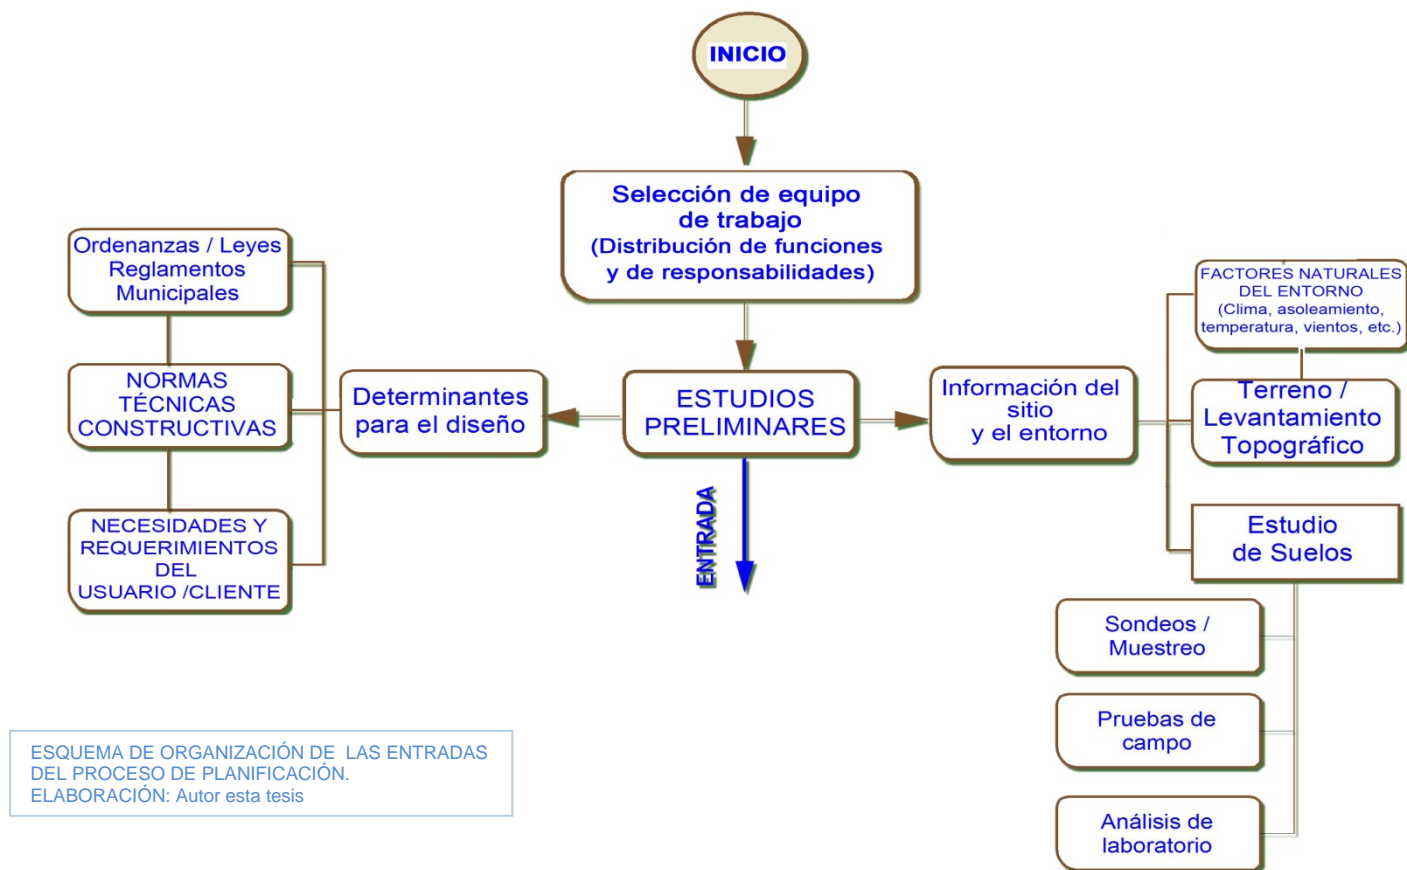 INICIO
Selección de equipo
de trabajo
(Distribución de funciones
y de responsabilidades)
Ordenanzas / Leyes
Reglamentos
Municipales
NORMAS
TÉCNICAS
CONSTRUCTIVAS
NECESIDADES Y
REQUERIMIENTOS
DEL
USUARIO /CLIENTE
Determinantes
para el diseño
ESTUDIOS
PRELIMINARES
ENTRADA
Información del
sitio
y el entorno
FACTORES NATURALES
DEL ENTORNO
(Clima, asoleamiento,
temperatura, vientos, etc.)
Terreno /
Levantamiento
Topográfico
Estudio
de Suelos
Sondeos /
Muestreo
Pruebas de
campo
Análisis de
laboratorio
ESQUEMA DE ORGANIZACIÓN DE LAS ENTRADAS
DEL PROCESO DE PLANIFICACIÓN.
ELABORACIÓN: Autor esta tesis